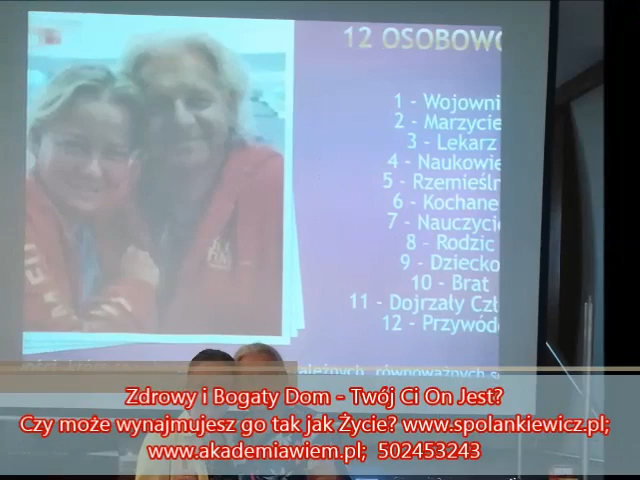 12 OSOBOWO
1 - Wojowni
2 - Marzycie
3 - Lekarz
4 - Naukowie
5 - Rzemieśln
6 - Kochane
7 - Nauczyci
8 - Rodzic
9 - Dziecko
10 - Brat
11 - Dojrzały Czł
12 - Przywód
równoważnych
Zdrowy i Bogaty Dom - Twój Ci On Jest?
Czy może wynajmujesz go tak jak Życie? www.spolankiewicz.pl;
www.akademiawiem.pl; 502453243